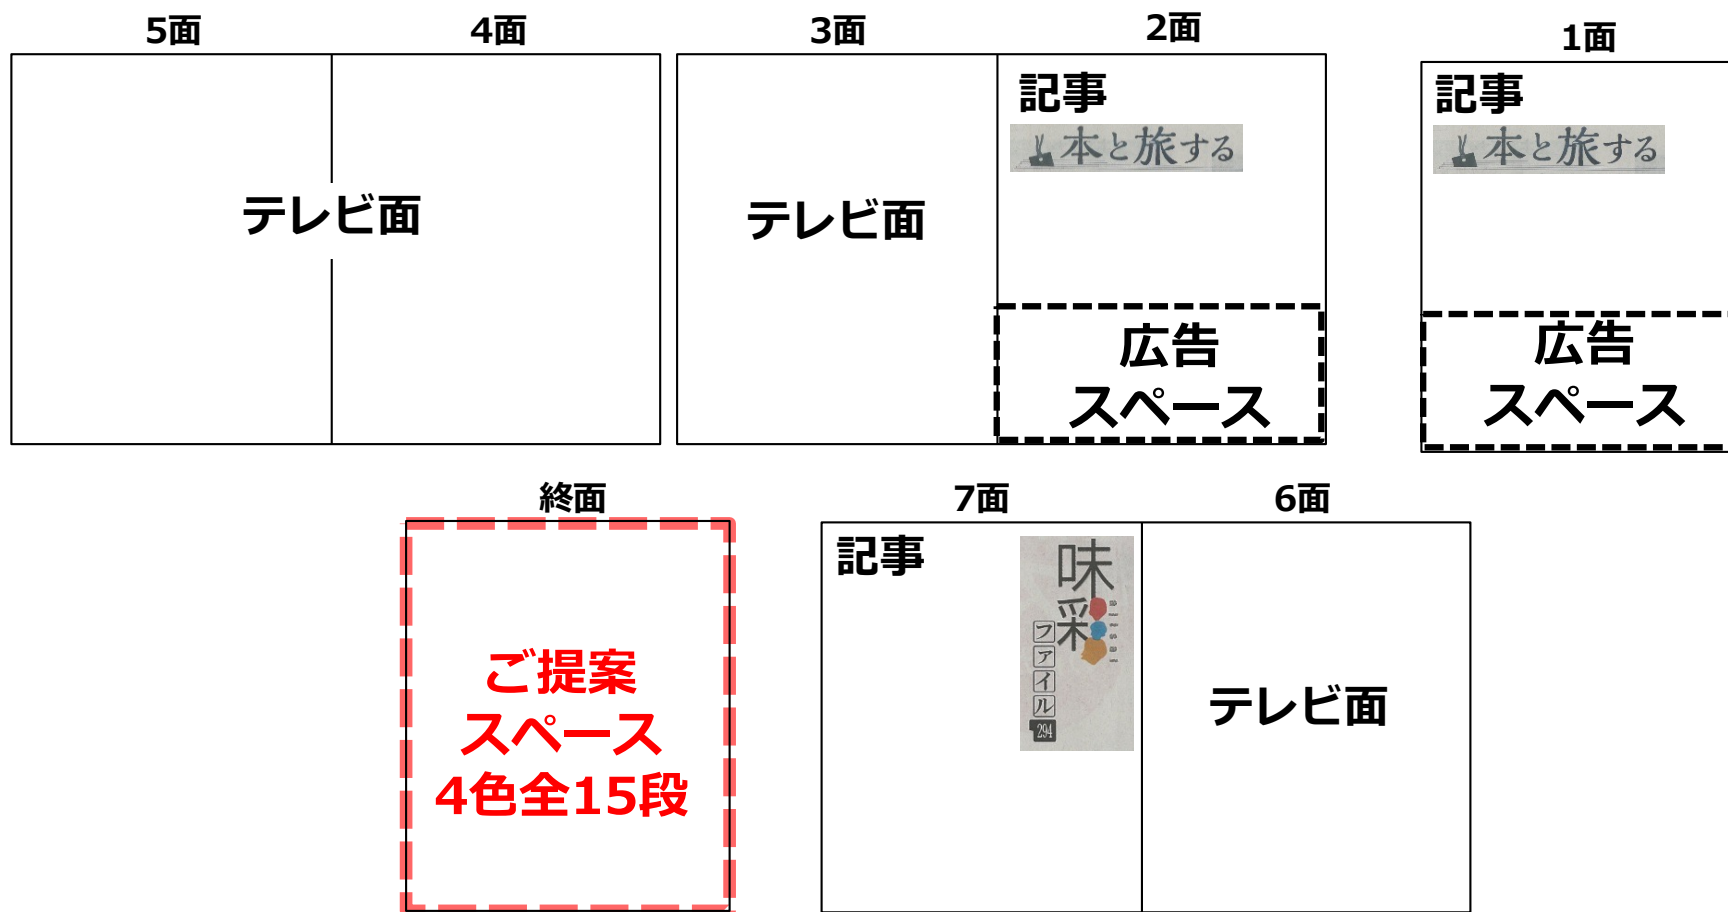 5面
4面
テレビ面
3面
テレビ面
2面
記事
本と旅する
広告
スペース
1面
記事
本と旅する
広告
スペース
終面
ご提案
スペース
4色全15段
7面
記事
味彩
ajisai
ファイル
294
6面
テレビ面